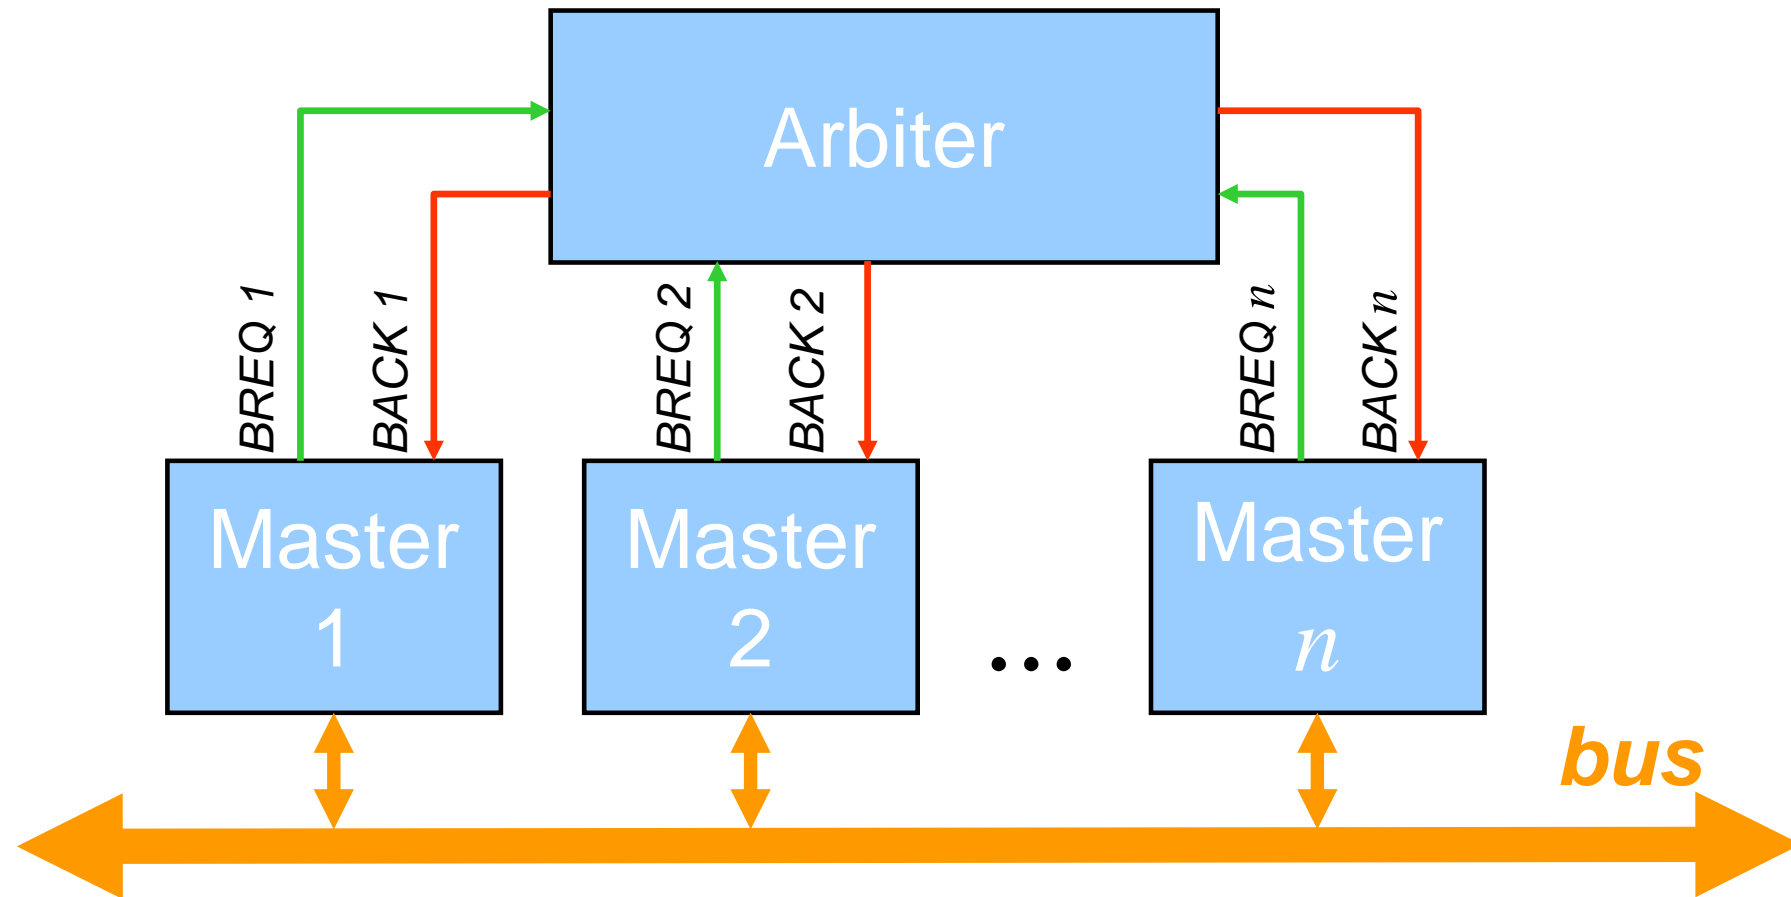 Arbiter
BREQ 1
BACK 1
BREQ 2
BACK 2
BREQ n
BACK n
Master
1
Master
2
...
Master
n
bus